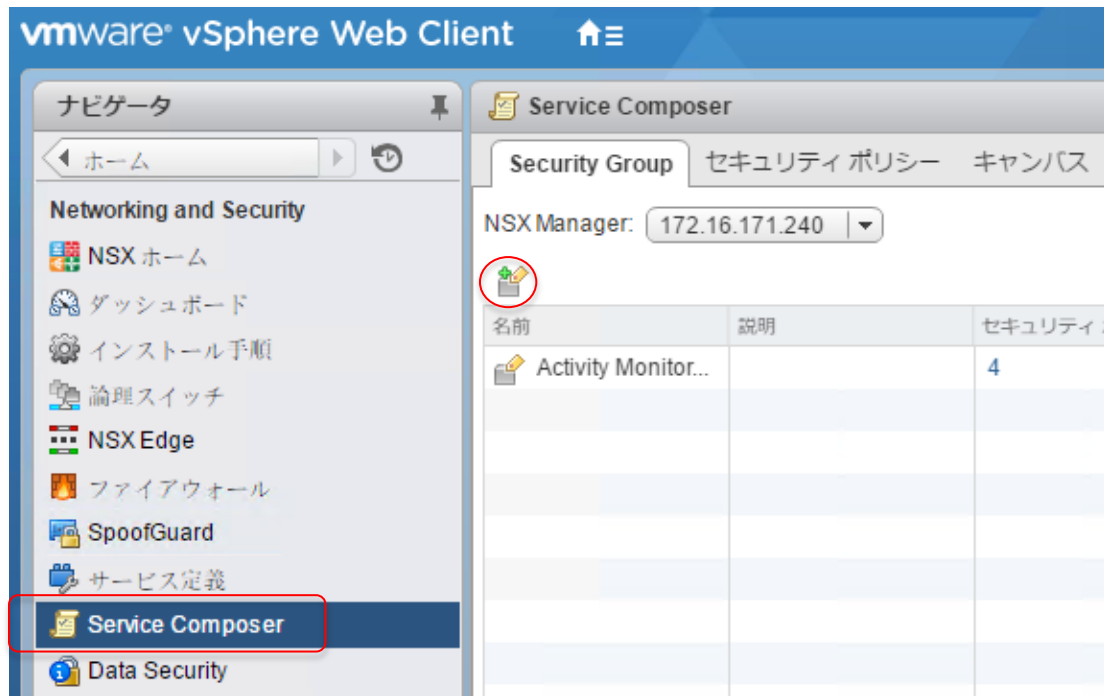 vmware® vSphere Web Client
ナビゲータ
ホーム
Networking and Security
NSX ホーム
ダッシュボード
インストール手順
論理スイッチ
NSX Edge
ファイアウォール
SpoofGuard
サービス定義
Service Composer
Data Security
Service Composer
Security Group セキュリティ ポリシー キャンバス
NSX Manager: 172.16.171.240
名前 説明 セキュリティ
Activity Monitor... 4